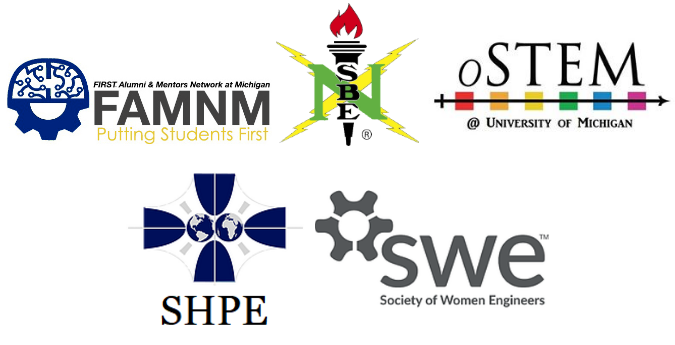 FIRST Alumni & Mentors Network at Michigan
FAMNM
Putting Students First
NSBE
®
oSTEM
@ University of Michigan
SHPE
swe™
Society of Women Engineers